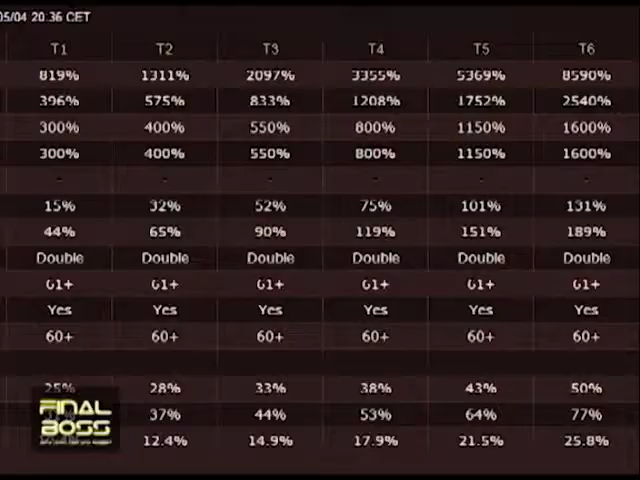 05/04 20:36 CET
T1 T2 T3 T4 T5 T6
819% 1311% 2097% 3355% 5369% 8590%
396% 575% 833% 1208% 1752% 2540%
300% 400% 550% 800% 1150% 1600%
300% 400% 550% 800% 1150% 1600%
- - - - - -
15% 32% 52% 75% 101% 131%
44% 65% 90% 119% 151% 189%
Double Double Double Double Double Double
61+ 61+ 61+ 61+ 61+ 61+
Yes Yes Yes Yes Yes Yes
60+ 60+ 60+ 60+ 60+ 60+
25% 28% 33% 38% 43% 50%
37% 44% 53% 64% 77%
12.4% 14.9% 17.9% 21.5% 25.8%
FINAL
BOSS